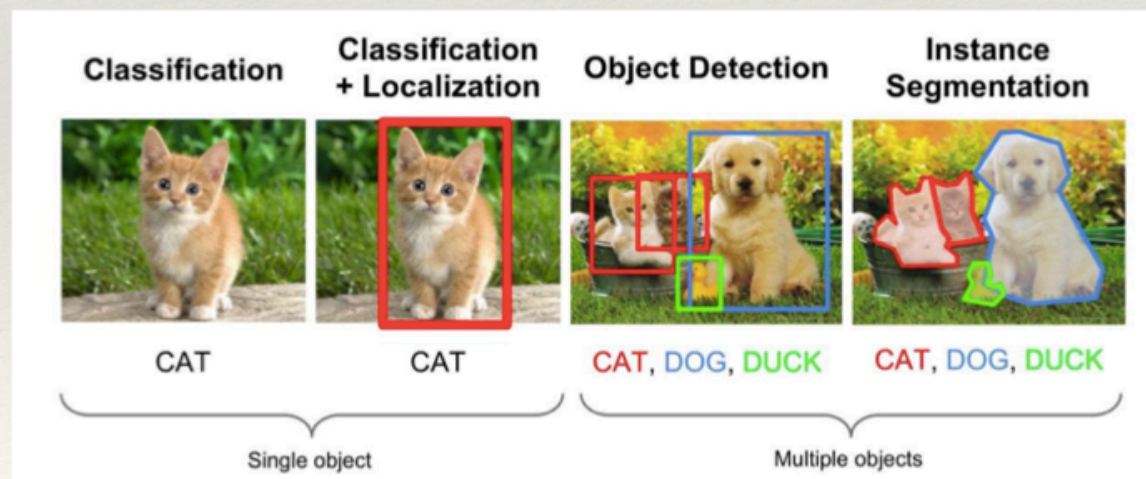 Classification
Classification
+ Localization
Object Detection
Instance
Segmentation
CAT
CAT
CAT, DOG, DUCK
CAT, DOG, DUCK
Single object
Multiple objects